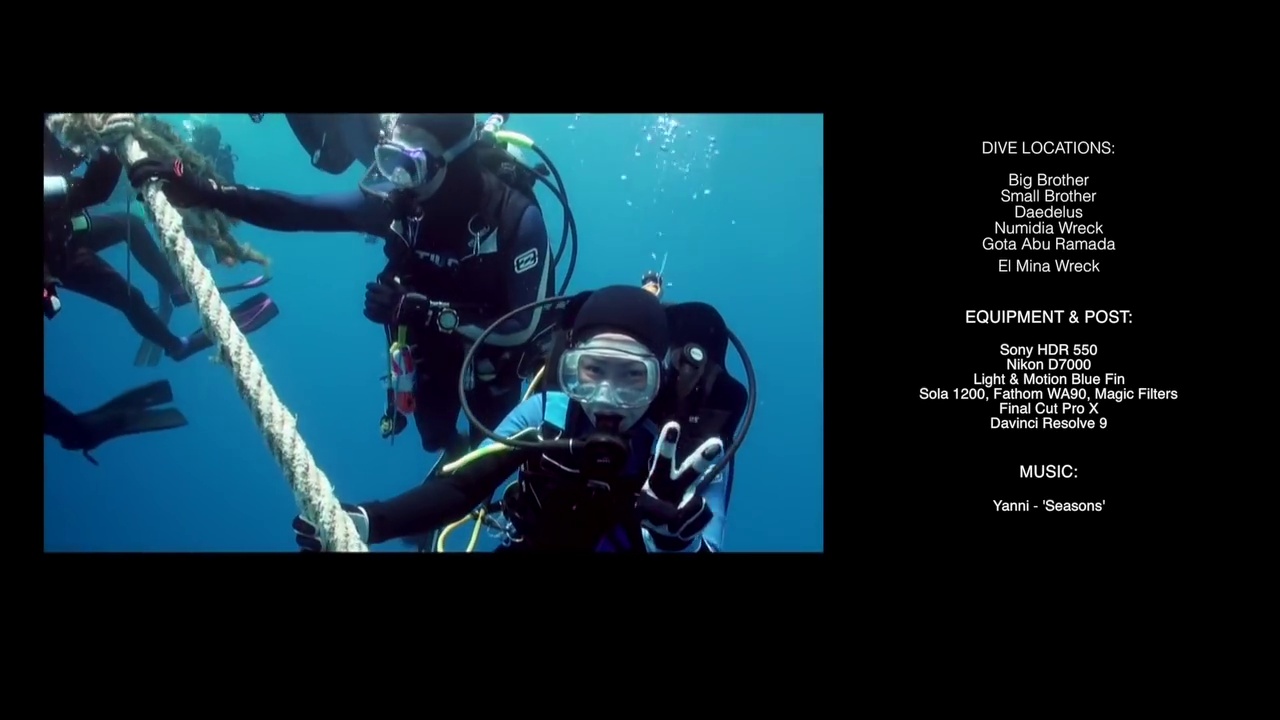 DIVE LOCATIONS:
Big Brother
Small Brother
Daedelus
Numidia Wreck
Gota Abu Ramada
El Mina Wreck
EQUIPMENT & POST:
Sony HDR 550
Nikon D7000
Light & Motion Blue Fin
Sola 1200, Fathom WA90, Magic Filters
Final Cut Pro X
Davinci Resolve 9
MUSIC:
Yanni - 'Seasons'